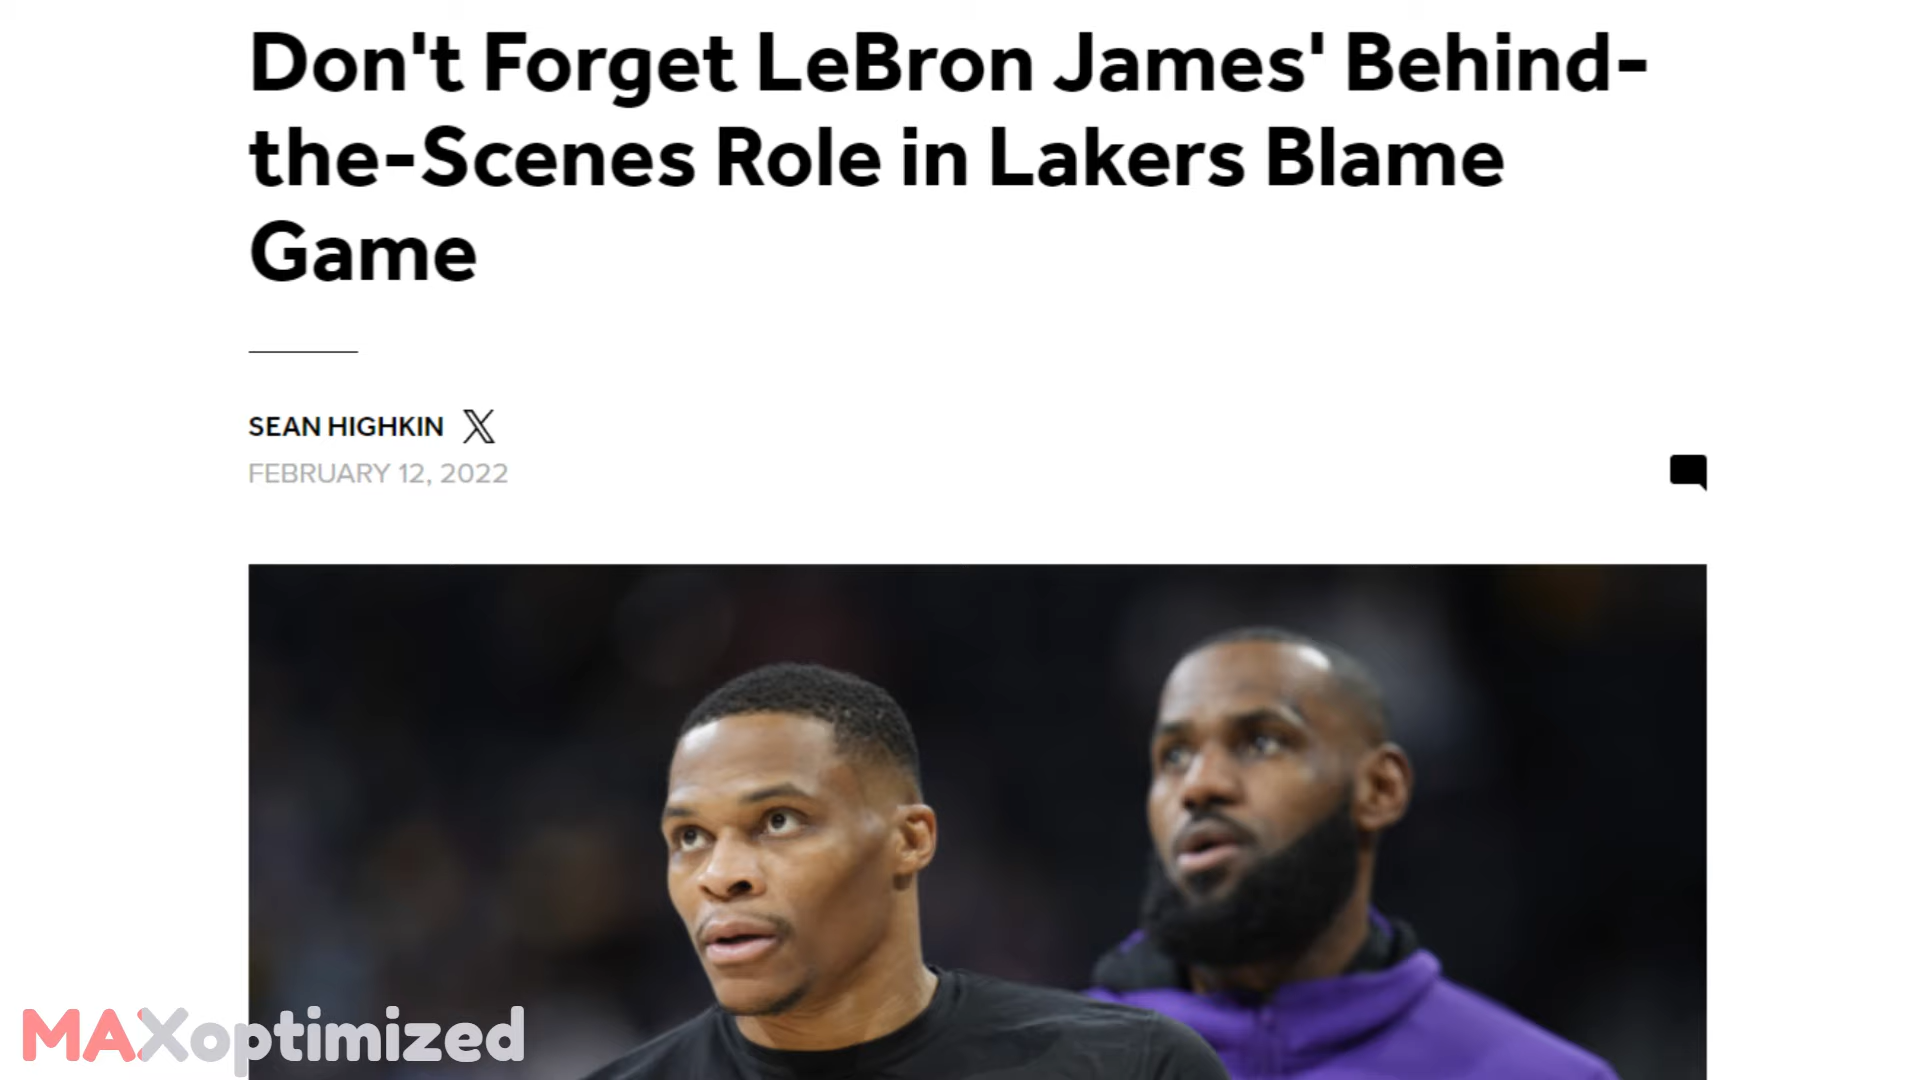 Don't Forget LeBron James' Behind-
the-Scenes Role in Lakers Blame
Game
SEAN HIGHKIN X
FEBRUARY 12, 2022
MAXoptimized